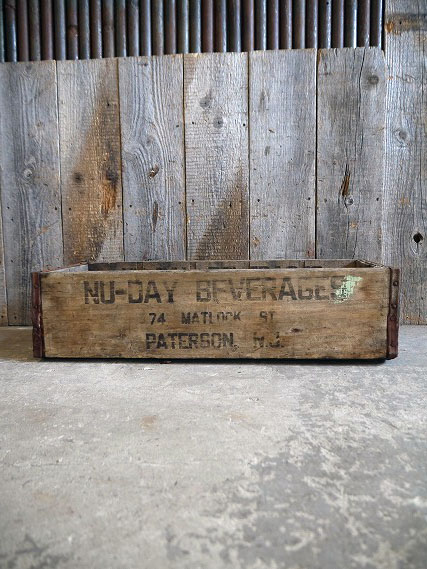 NU-DAY BEVERAGES
74 MATLOCK ST
PATERSON, N.J.